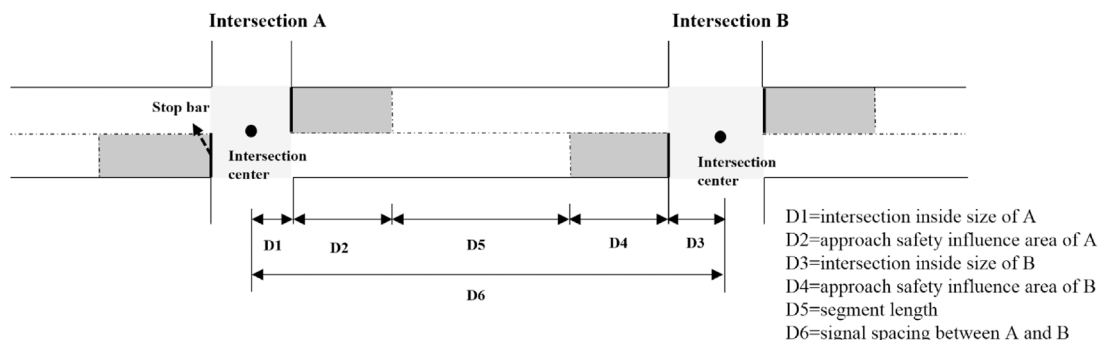 Intersection A
Intersection B
Stop bar
Intersection
center
Intersection
center
D1
D2
D5
D4
D3
D6
D1=intersection inside size of A
D2=approach safety influence area of A
D3=intersection inside size of B
D4=approach safety influence area of B
D5=segment length
D6=signal spacing between A and B